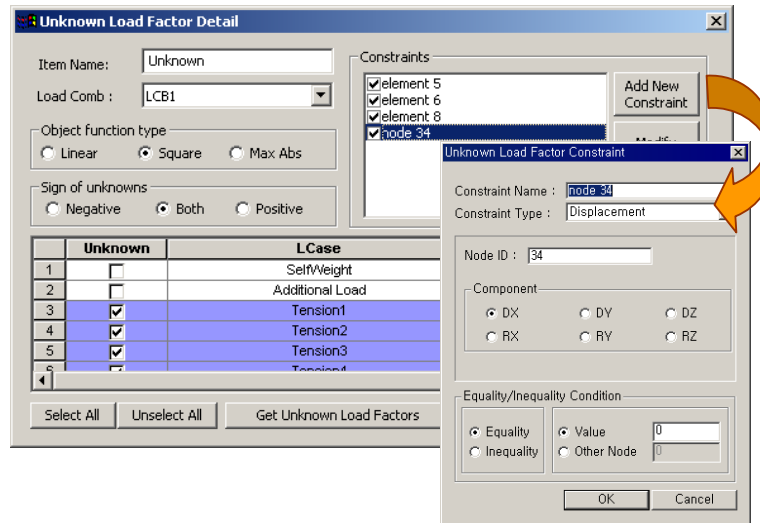 Unknown Load Factor Detail
Item Name: Unknown
Load Comb : LCB1
Object function type
Linear Square Max Abs
Sign of unknowns
Negative Both Positive
Constraints
element 5
element 6
element 8
node 34
Add New
Constraint
Unknown LCase
1 SelfWeight
2 Additional Load
3 Tension1
4 Tension2
5 Tension3
Select All Unselect All Get Unknown Load Factors
Unknown Load Factor Constraint
Constraint Name : node 34
Constraint Type : Displacement
Node ID : 34
Component
DX DY DZ
RX RY RZ
Equality/Inequality Condition
Equality Value 0
Inequality Other Node 0
OK Cancel